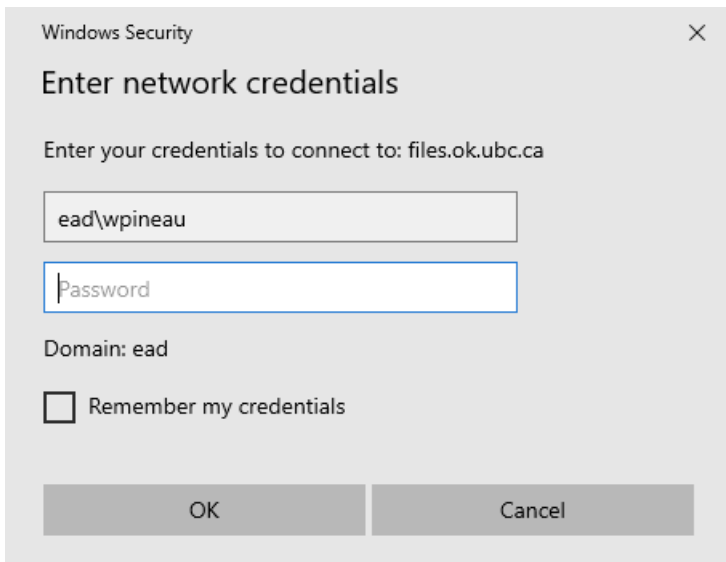 Windows Security
Enter network credentials
Enter your credentials to connect to: files.ok.ubc.ca
ead\wpineau
Password
Domain: ead
Remember my credentials
OK
Cancel